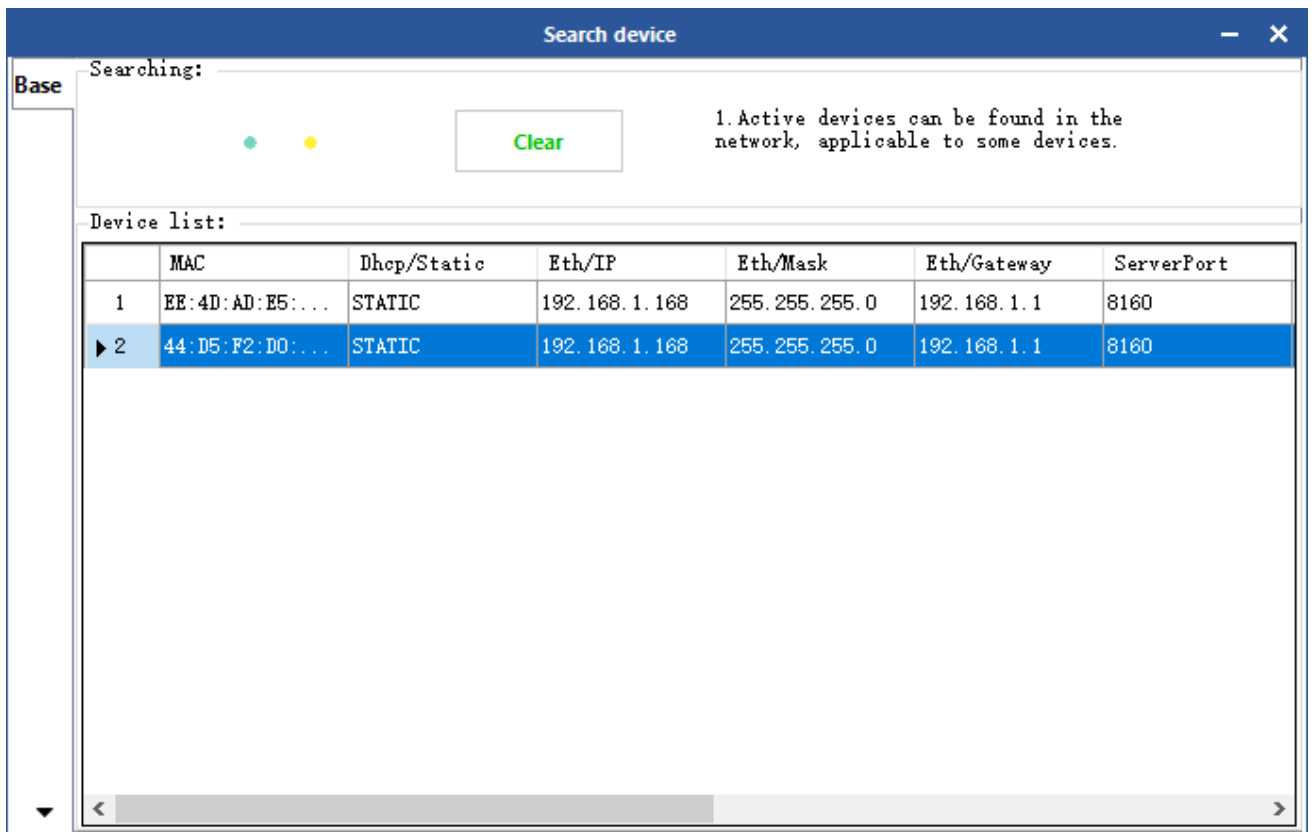 Search device
Base
Searching:
Clear
1.Active devices can be found in the
network, applicable to some devices.
Device list:
MAC Dhcp/Static Eth/IP Eth/Mask Eth/Gateway ServerPort
1 EE:4D:AD:E5:... STATIC 192.168.1.168 255.255.255.0 192.168.1.1 8160
2 44:D5:F2:D0:... STATIC 192.168.1.168 255.255.255.0 192.168.1.1 8160